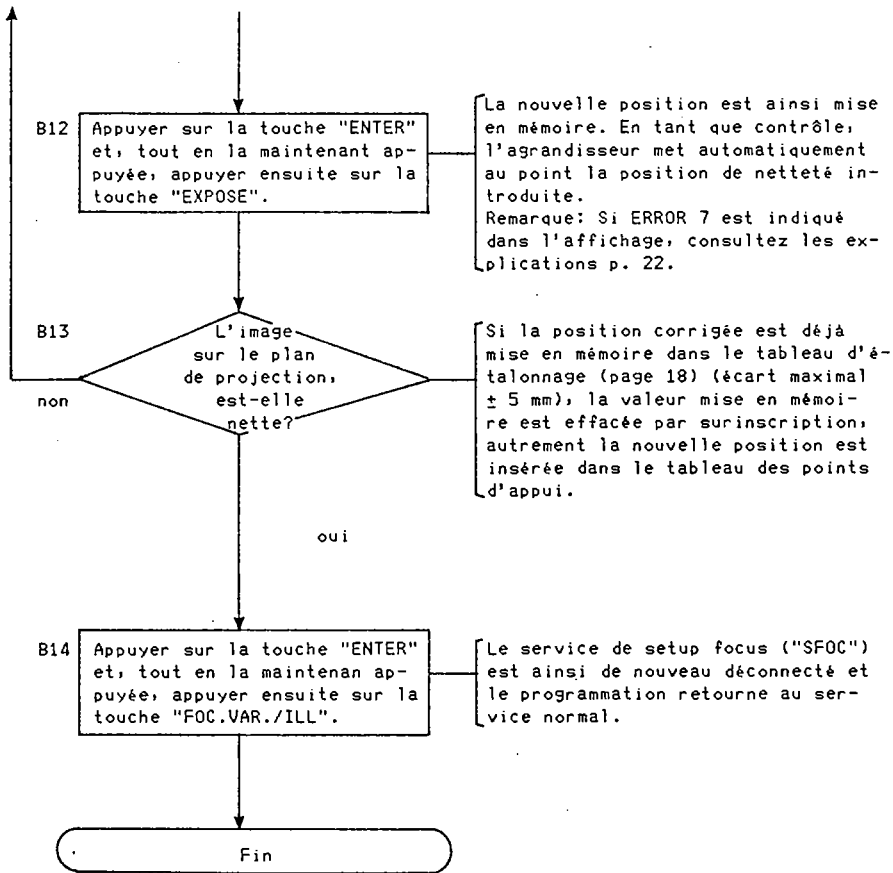 B12
Appuyer sur la touche "ENTER"
et, tout en la maintenant ap-
puyée, appuyer ensuite sur la
touche "EXPOSE".
La nouvelle position est ainsi mise
en mémoire. En tant que contrôle,
l'agrandisseur met automatiquement
au point la position de netteté in-
troduite.
Remarque: Si ERROR 7 est indiqué
dans l'affichage, consultez les ex-
plications p. 22.
B13
L'image
sur le plan
de projection,
est-elle
nette?
non
Si la position corrigée est déjà
mise en mémoire dans le tableau d'é-
talonnage (page 18) (écart maximal
± 5 mm), la valeur mise en mémoi-
re est effacée par surinscription,
autrement la nouvelle position est
insérée dans le tableau des points
d'appui.
oui
B14
Appuyer sur la touche "ENTER"
et, tout en la maintenan ap-
puyée, appuyer ensuite sur la
touche "FOC.VAR./ILL".
Le service de setup focus ("SFOC")
est ainsi de nouveau déconnecté et
le programmation retourne au ser-
vice normal.
Fin